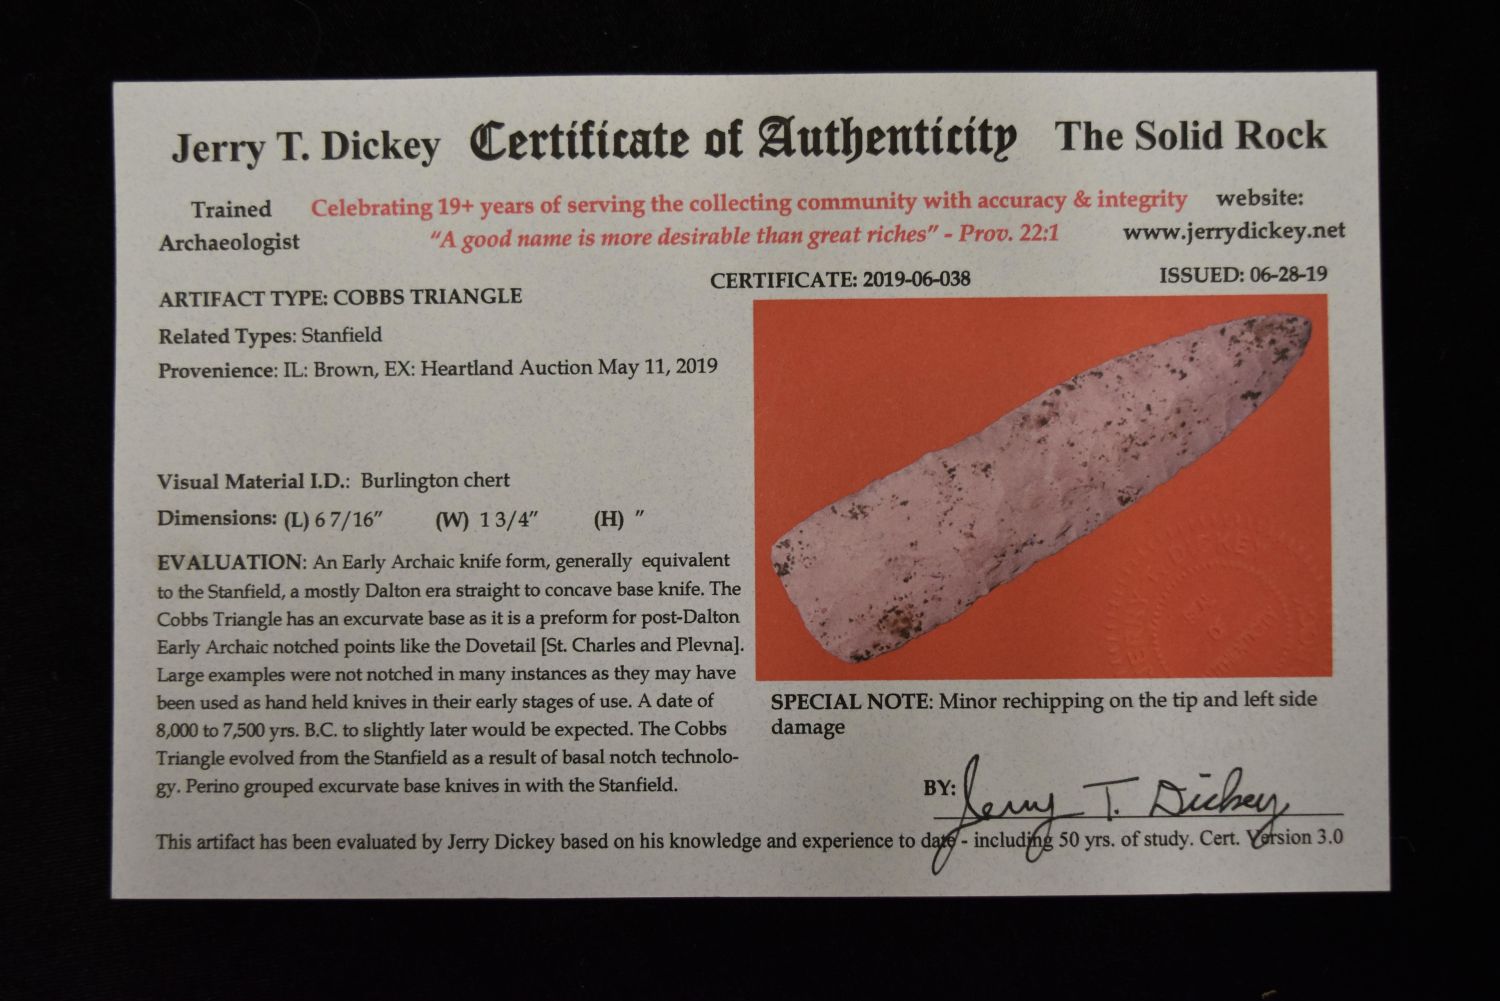 Jerry T. Dickey Certificate of Authenticity The Solid Rock
Trained Archaeologist
Celebrating 19+ years of serving the collecting community with accuracy & integrity
"A good name is more desirable than great riches" - Prov. 22:1
website:
www.jerrydickey.net
CERTIFICATE: 2019-06-038
ISSUED: 06-28-19
ARTIFACT TYPE: COBBS TRIANGLE
Related Types: Stanfield
Provenience: IL: Brown, EX: Heartland Auction May 11, 2019
Visual Material I.D.: Burlington chert
Dimensions: (L) 6 7/16" (W) 1 3/4" (H) "
EVALUATION: An Early Archaic knife form, generally equivalent
to the Stanfield, a mostly Dalton era straight to concave base knife. The
Cobbs Triangle has an excurvate base as it is a preform for post-Dalton
Early Archaic notched points like the Dovetail [St. Charles and Plevna].
Large examples were not notched in many instances as they may have
been used as hand held knives in their early stages of use. A date of
8,000 to 7,500 yrs. B.C. to slightly later would be expected. The Cobbs
Triangle evolved from the Stanfield as a result of basal notch technolo-
gy. Perino grouped excurvate base knives in with the Stanfield.
SPECIAL NOTE: Minor rechipping on the tip and left side
damage
BY: Jerry T. Dickey
This artifact has been evaluated by Jerry Dickey based on his knowledge and experience to date - including 50 yrs. of study. Cert. Version 3.0